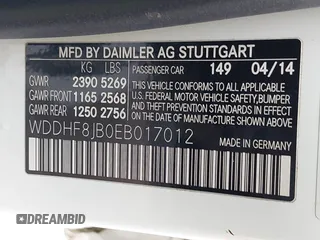 MFD BY DAIMLER AG STUTTGART
KG LBS PASSENGER CAR 149 04/14
GVWR 2390 5269
GAWR FRONT 1165 2568
GAWR REAR 1250 2756
THIS VEHICLE CONFORMS TO ALL APPLICABLE
FEDERAL MOTOR VEHICLE SAFETY,
BUMPER, AND THEFT PREVENTION
STANDARDS IN EFFECT ON THE DATE OF
MANUFACTURE SHOWN ABOVE.
WDDHF8JB0EB017012
MADE IN GERMANY
DREAMBID